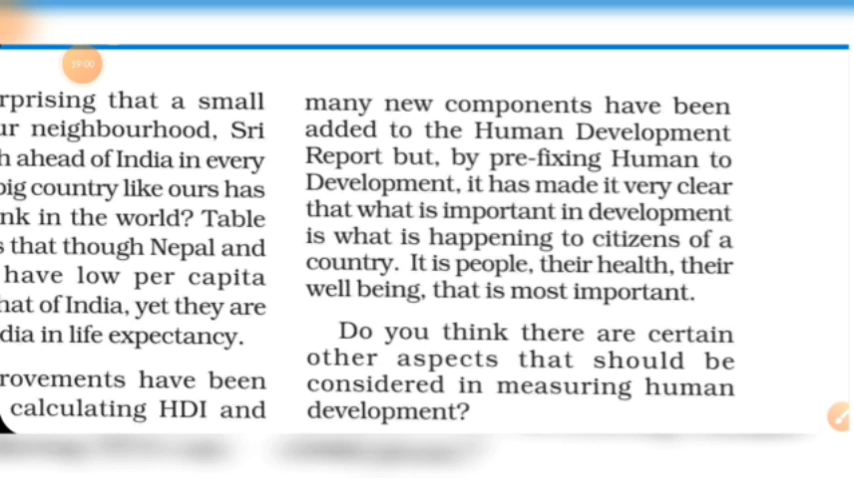 19:00
rprising that a small
ur neighbourhood, Sri
h ahead of India in every
big country like ours has
nk in the world? Table
s that though Nepal and
have low per capita
hat of India, yet they are
dia in life expectancy.
rovements have been
calculating HDI and
many new components have been
added to the Human Development
Report but, by pre-fixing Human to
Development, it has made it very clear
that what is important in development
is what is happening to citizens of a
country. It is people, their health, their
well being, that is most important.
Do you think there are certain
other aspects that should be
considered in measuring human
development?